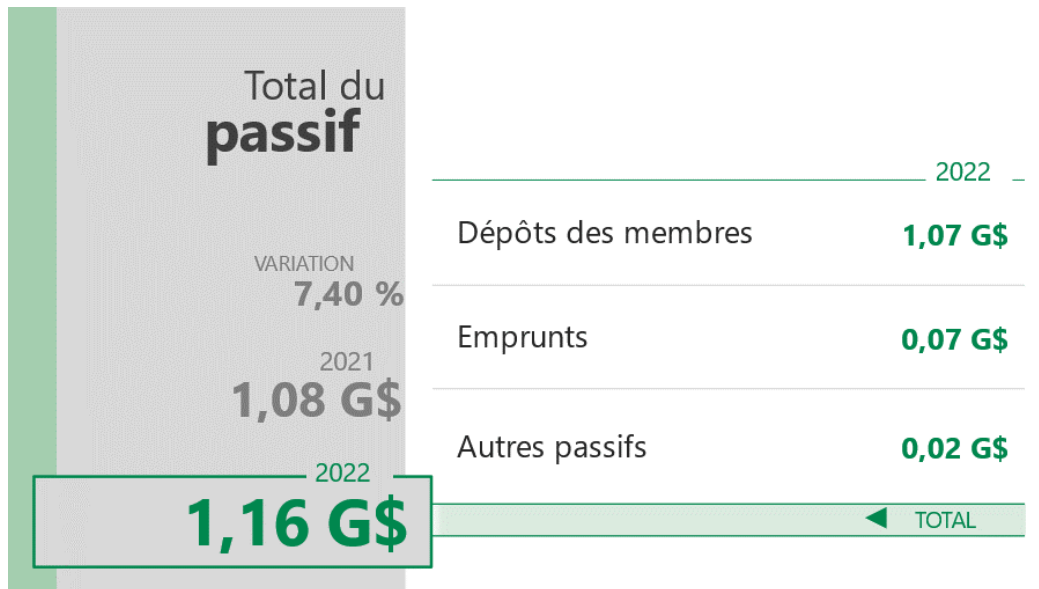 Total du
passif
VARIATION
7,40 %
2021
1,08 G$
2022
1,16 G$
2022
Dépôts des membres 1,07 G$
Emprunts 0,07 G$
Autres passifs 0,02 G$
TOTAL